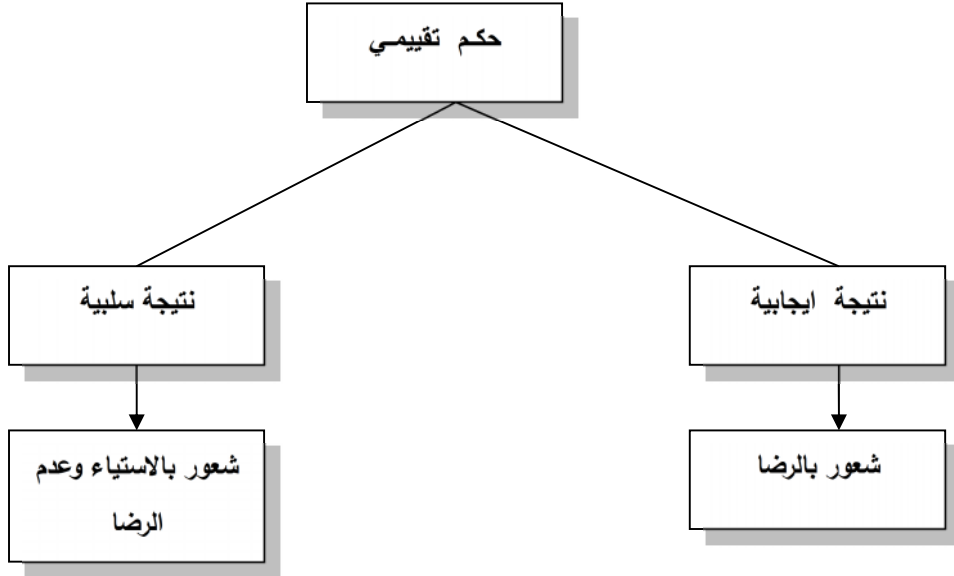 حكم تقييمي
نتيجة ايجابية
نتيجة سلبية
شعور بالرضا
شعور بالاستياء وعدم
الرضا